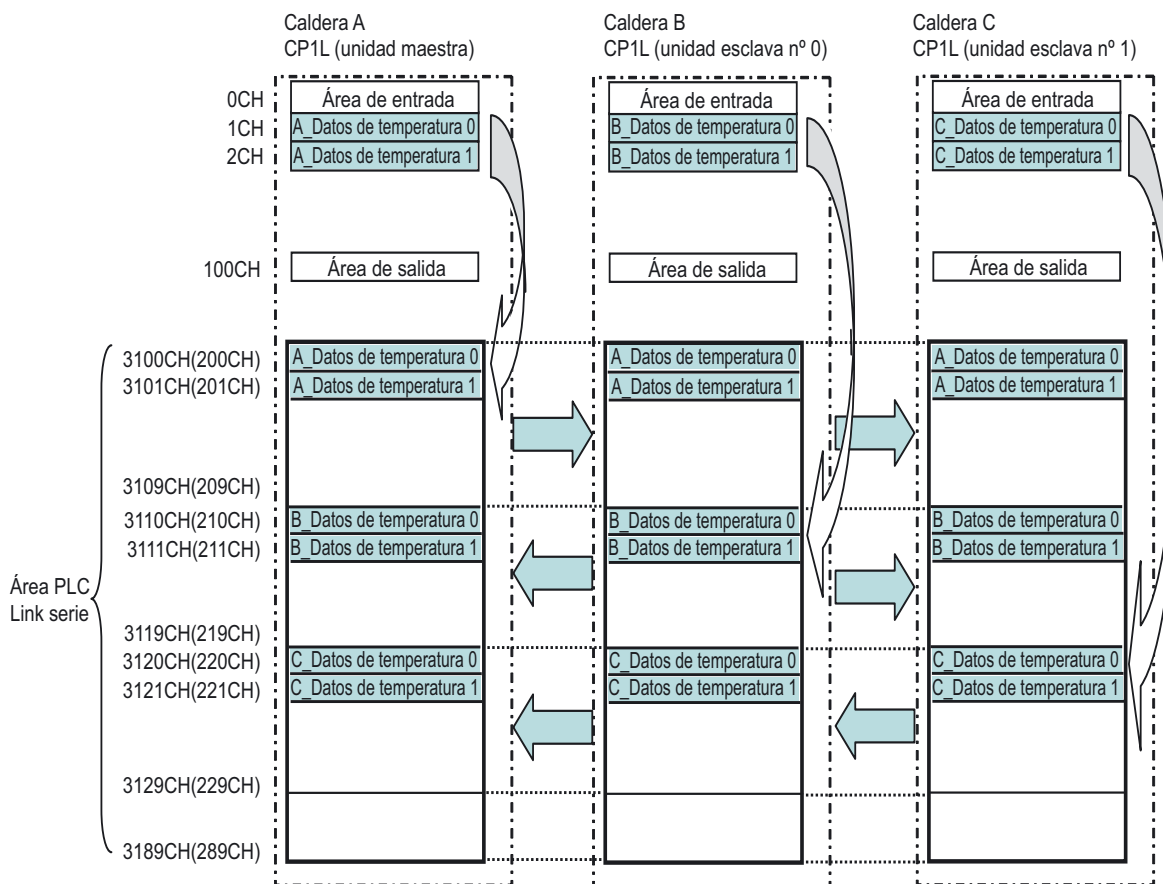 Caldera A
CP1L (unidad maestra)
Caldera B
CP1L (unidad esclava nº 0)
Caldera C
CP1L (unidad esclava nº 1)
0CH
Área de entrada
Área de entrada
Área de entrada
1CH
A_Datos de temperatura 0
B_Datos de temperatura 0
C_Datos de temperatura 0
2CH
A_Datos de temperatura 1
B_Datos de temperatura 1
C_Datos de temperatura 1
100CH
Área de salida
Área de salida
Área de salida
3100CH(200CH)
A_Datos de temperatura 0
A_Datos de temperatura 0
A_Datos de temperatura 0
3101CH(201CH)
A_Datos de temperatura 1
A_Datos de temperatura 1
A_Datos de temperatura 1
3109CH(209CH)
3110CH(210CH)
B_Datos de temperatura 0
B_Datos de temperatura 0
B_Datos de temperatura 0
3111CH(211CH)
B_Datos de temperatura 1
B_Datos de temperatura 1
B_Datos de temperatura 1
Área PLC
Link serie
3119CH(219CH)
3120CH(220CH)
C_Datos de temperatura 0
C_Datos de temperatura 0
C_Datos de temperatura 0
3121CH(221CH)
C_Datos de temperatura 1
C_Datos de temperatura 1
C_Datos de temperatura 1
3129CH(229CH)
3189CH(289CH)